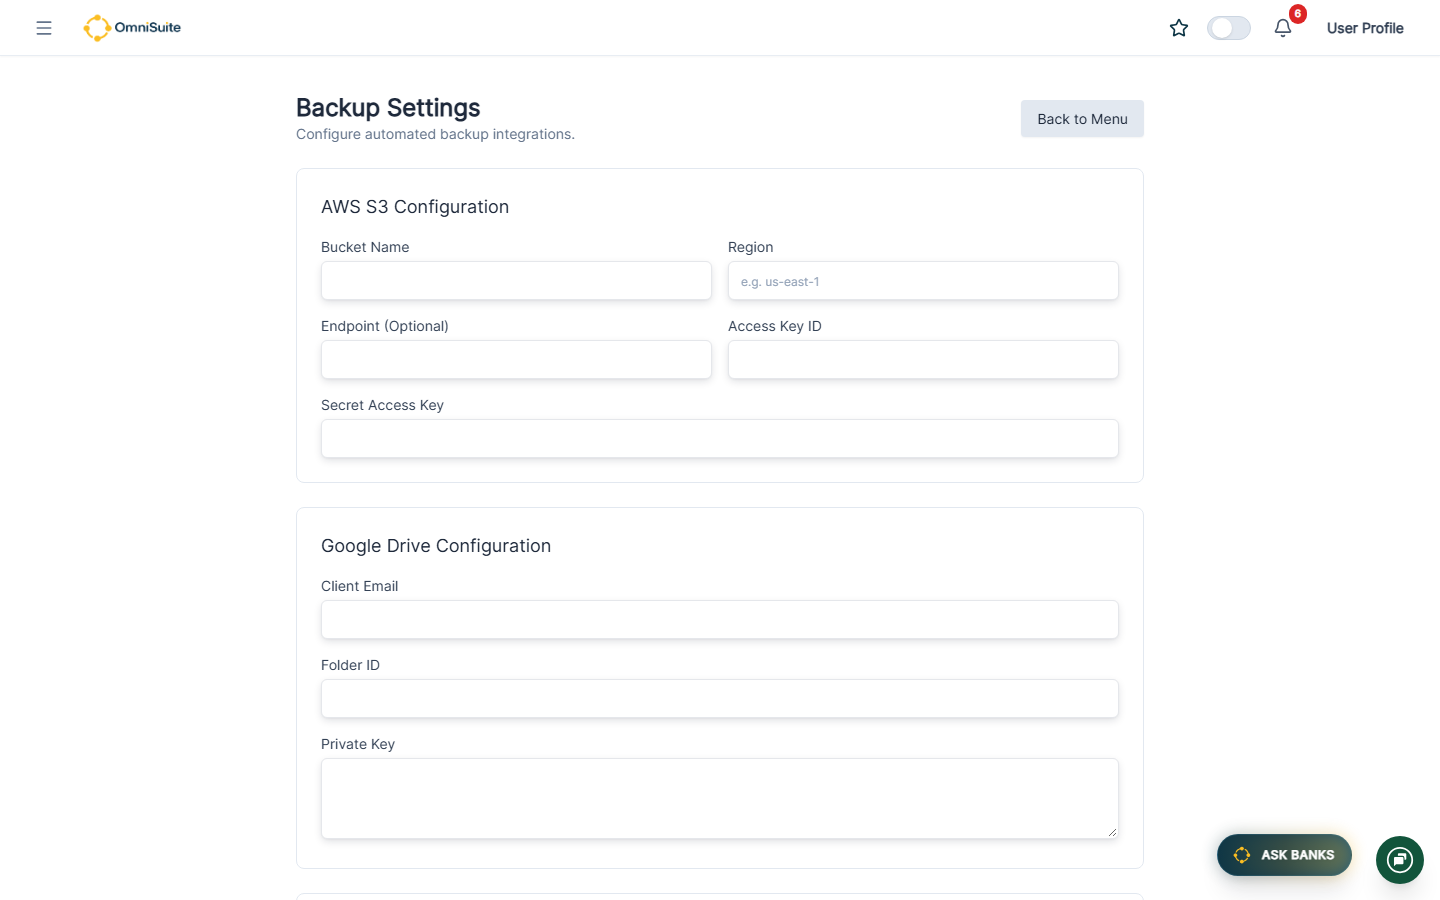 OmniSuite
6
User Profile
Backup Settings
Configure automated backup integrations.
Back to Menu
AWS S3 Configuration
Bucket Name
Region
e.g. us-east-1
Endpoint (Optional)
Access Key ID
Secret Access Key
Google Drive Configuration
Client Email
Folder ID
Private Key
ASK BANKS